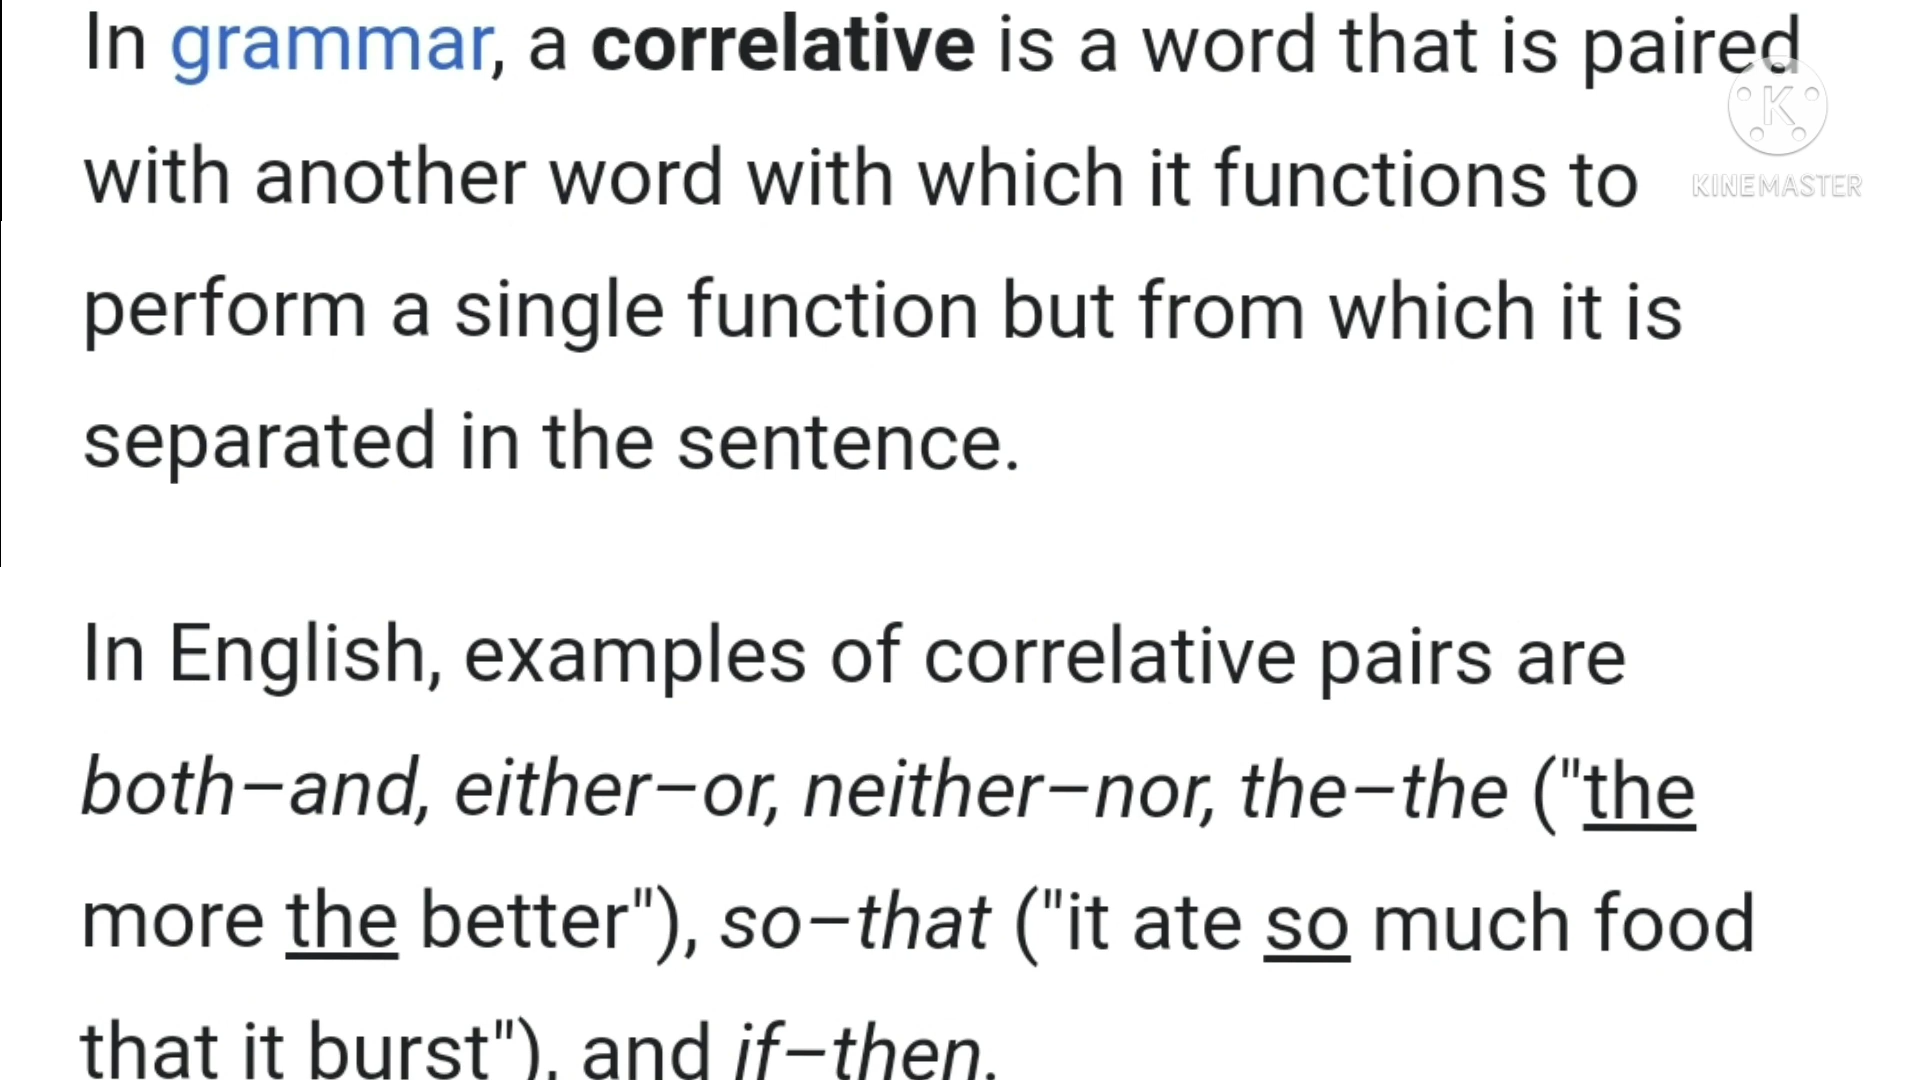 In grammar, a correlative is a word that is paired
with another word with which it functions to
KINEMASTER
perform a single function but from which it is
separated in the sentence.
In English, examples of correlative pairs are
both–and, either–or, neither–nor, the–the ("the
more the better"), so–that ("it ate so much food
that it burst"), and if–then.